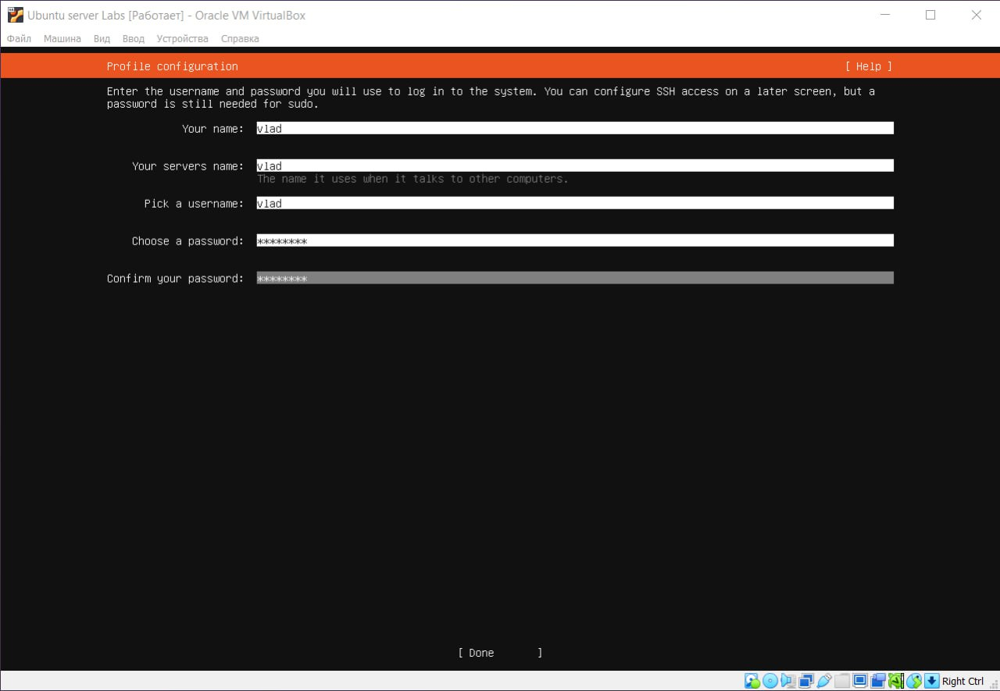 Ubuntu server Labs [Работает] - Oracle VM VirtualBox
Файл Машина Вид Ввод Устройства Справка
Profile configuration [ Help ]
Enter the username and password you will use to log in to the system. You can configure SSH access on a later screen, but a
password is still needed for sudo.
Your name: vlad
Your servers name: vlad
The name it uses when it talks to other computers.
Pick a username: vlad
Choose a password: ********
Confirm your password: ********
[ Done ]
Right Ctrl